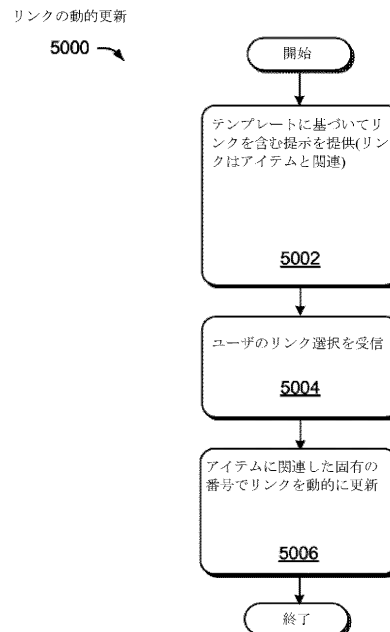 リンクの動的更新
5000
開始
テンプレートに基づいてリ
ンクを含む提示を提供(リン
クはアイテムと関連)
5002
ユーザのリンク選択を受信
5004
アイテムに関連した固有の
番号でリンクを動的に更新
5006
終了